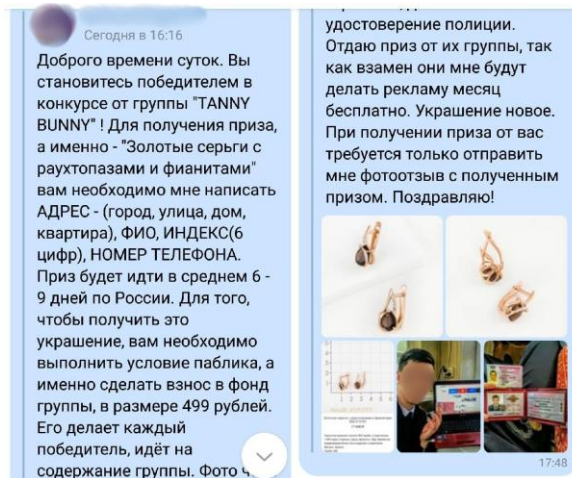 Сегодня в 16:16
Доброго времени суток. Вы
становитесь победителем в
конкурсе от группы "TANNY
BUNNY" ! Для получения приза,
а именно - "Золотые серьги с
раухтопазами и фианитами"
вам необходимо мне написать
АДРЕС - (город, улица, дом,
квартира), ФИО, ИНДЕКС(6
цифр), НОМЕР ТЕЛЕФОНА.
Приз будет идти в среднем 6 -
9 дней по России. Для того,
чтобы получить это
украшение, вам необходимо
выполнить условие паблика, а
именно сделать взнос в фонд
группы, в размере 499 рублей.
Его делает каждый
победитель, идёт на
содержание группы. Фото
удостоверение полиции.
Отдаю приз от их группы, так
как взамен они мне будут
делать рекламу месяц
бесплатно. Украшение новое.
При получении приза от вас
требуется только отправить
мне фотоотзыв с полученным
призом. Поздравляю!
17:48